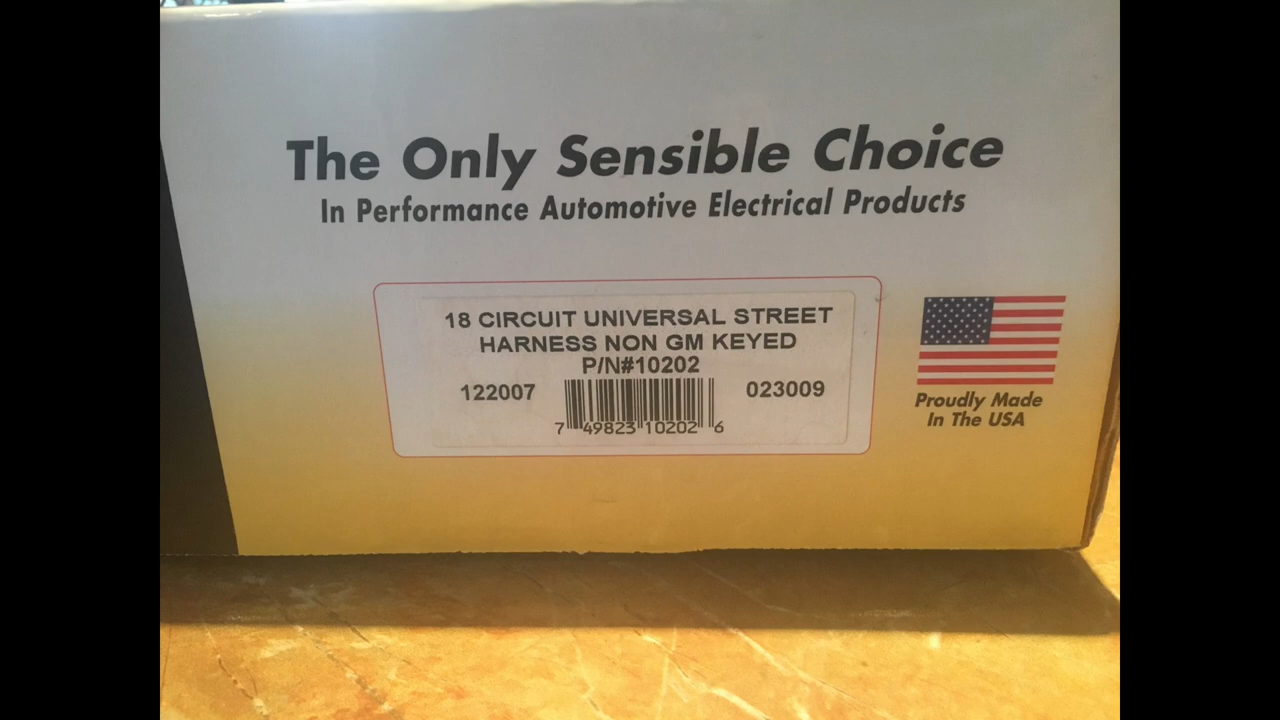 The Only Sensible Choice
In Performance Automotive Electrical Products
18 CIRCUIT UNIVERSAL STREET
HARNESS NON GM KEYED
P/N#10202
122007
023009
7 49823 10202 6
Proudly Made
In The USA